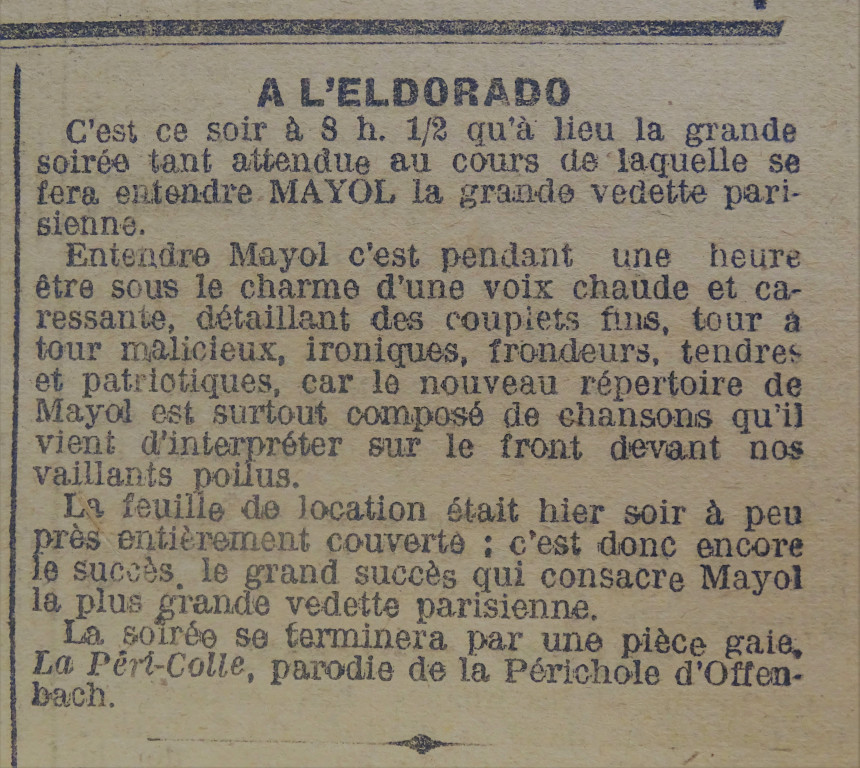 A L'ELDORADO
C'est ce soir à 8 h. 1/2 qu'à lieu la grande
soirée tant attendue au cours de laquelle se
fera entendre MAYOL la grande vedette pari-
sienne.
Entendre Mayol c'est pendant une heure
être sous le charme d'une voix chaude et ca-
ressante, détaillant des couplets fins, tour à
tour malicieux, ironiques, frondeurs, tendres
et patriotiques, car le nouveau répertoire de
Mayol est surtout composé de chansons qu'il
vient d'interpréter sur le front devant nos
vaillants poilus.
La feuille de location était hier soir à peu
près entièrement couverte ; c'est donc encore
le succès, le grand succès qui consacre Mayol
la plus grande vedette parisienne.
La soirée se terminera par une pièce gaie,
La Péri-Colle, parodie de la Périchole d'Offen-
bach.